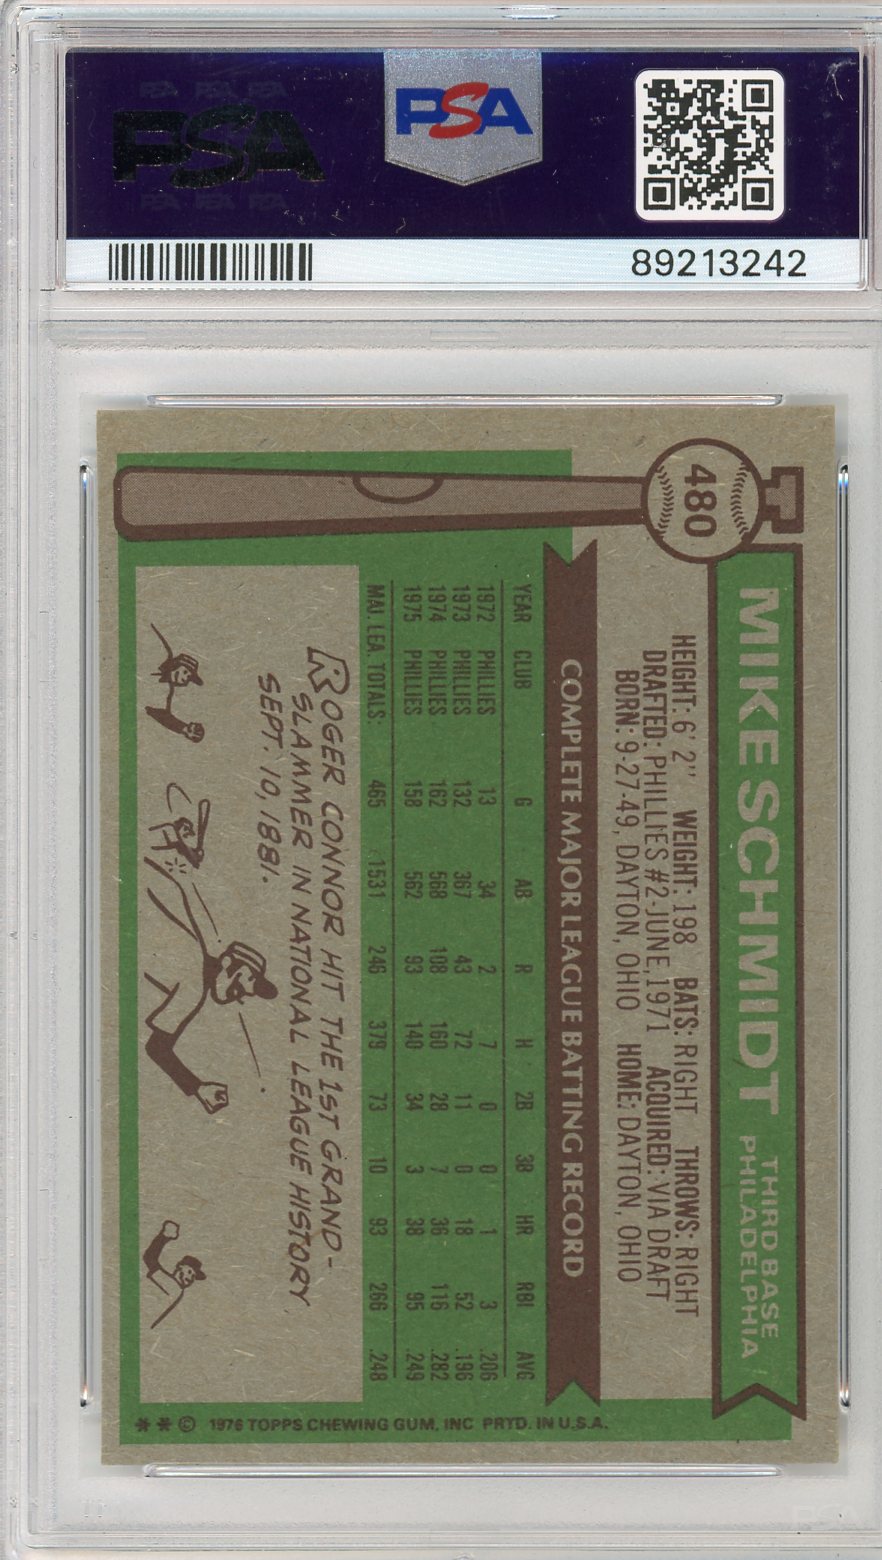 PSA PSA PSA
PSA
PSA PSA PSA
PSA
89213242
480
MIKE SCHMIDT
THIRD BASE
PHILADELPHIA
HEIGHT: 6' 2" WEIGHT: 198 BATS: RIGHT THROWS: RIGHT
DRAFTED: PHILLIES #2-JUNE, 1971 ACQUIRED: VIA DRAFT
BORN: 9-27-49, DAYTON, OHIO HOME: DAYTON, OHIO
COMPLETE MAJOR LEAGUE BATTING RECORD
YEAR CLUB G AB R H 2B 3B HR RBI AVG
1972 PHILLIES 13 34 2 7 0 0 1 3 .206
1973 PHILLIES 132 367 43 72 11 0 18 52 .196
1974 PHILLIES 162 568 108 160 28 7 36 116 .282
1975 PHILLIES 158 562 93 140 34 3 38 95 .249
MAJ. LEA. TOTALS: 465 1531 246 379 73 10 93 266 .248
ROGER CONNOR HIT THE 1ST GRAND-
SLAMMER IN NATIONAL LEAGUE HISTORY
SEPT. 10, 1881.
** © 1976 TOPPS CHEWING GUM, INC PRTD. IN U.S.A.